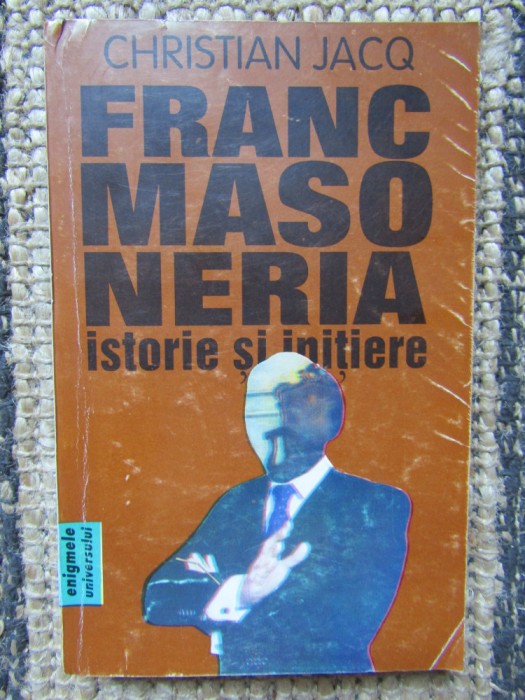 CHRISTIAN JACQ
FRANC
MASO
NERIA
istorie și inițiere
enigmele
universului